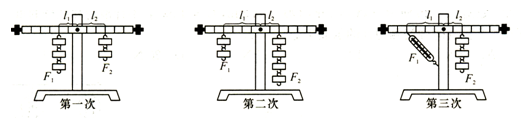 l₁ l₂ l₁ l₂ l₁ l₂
F₁ F₂ F₁ F₂ F₁ F₂
第一次 第二次 第三次